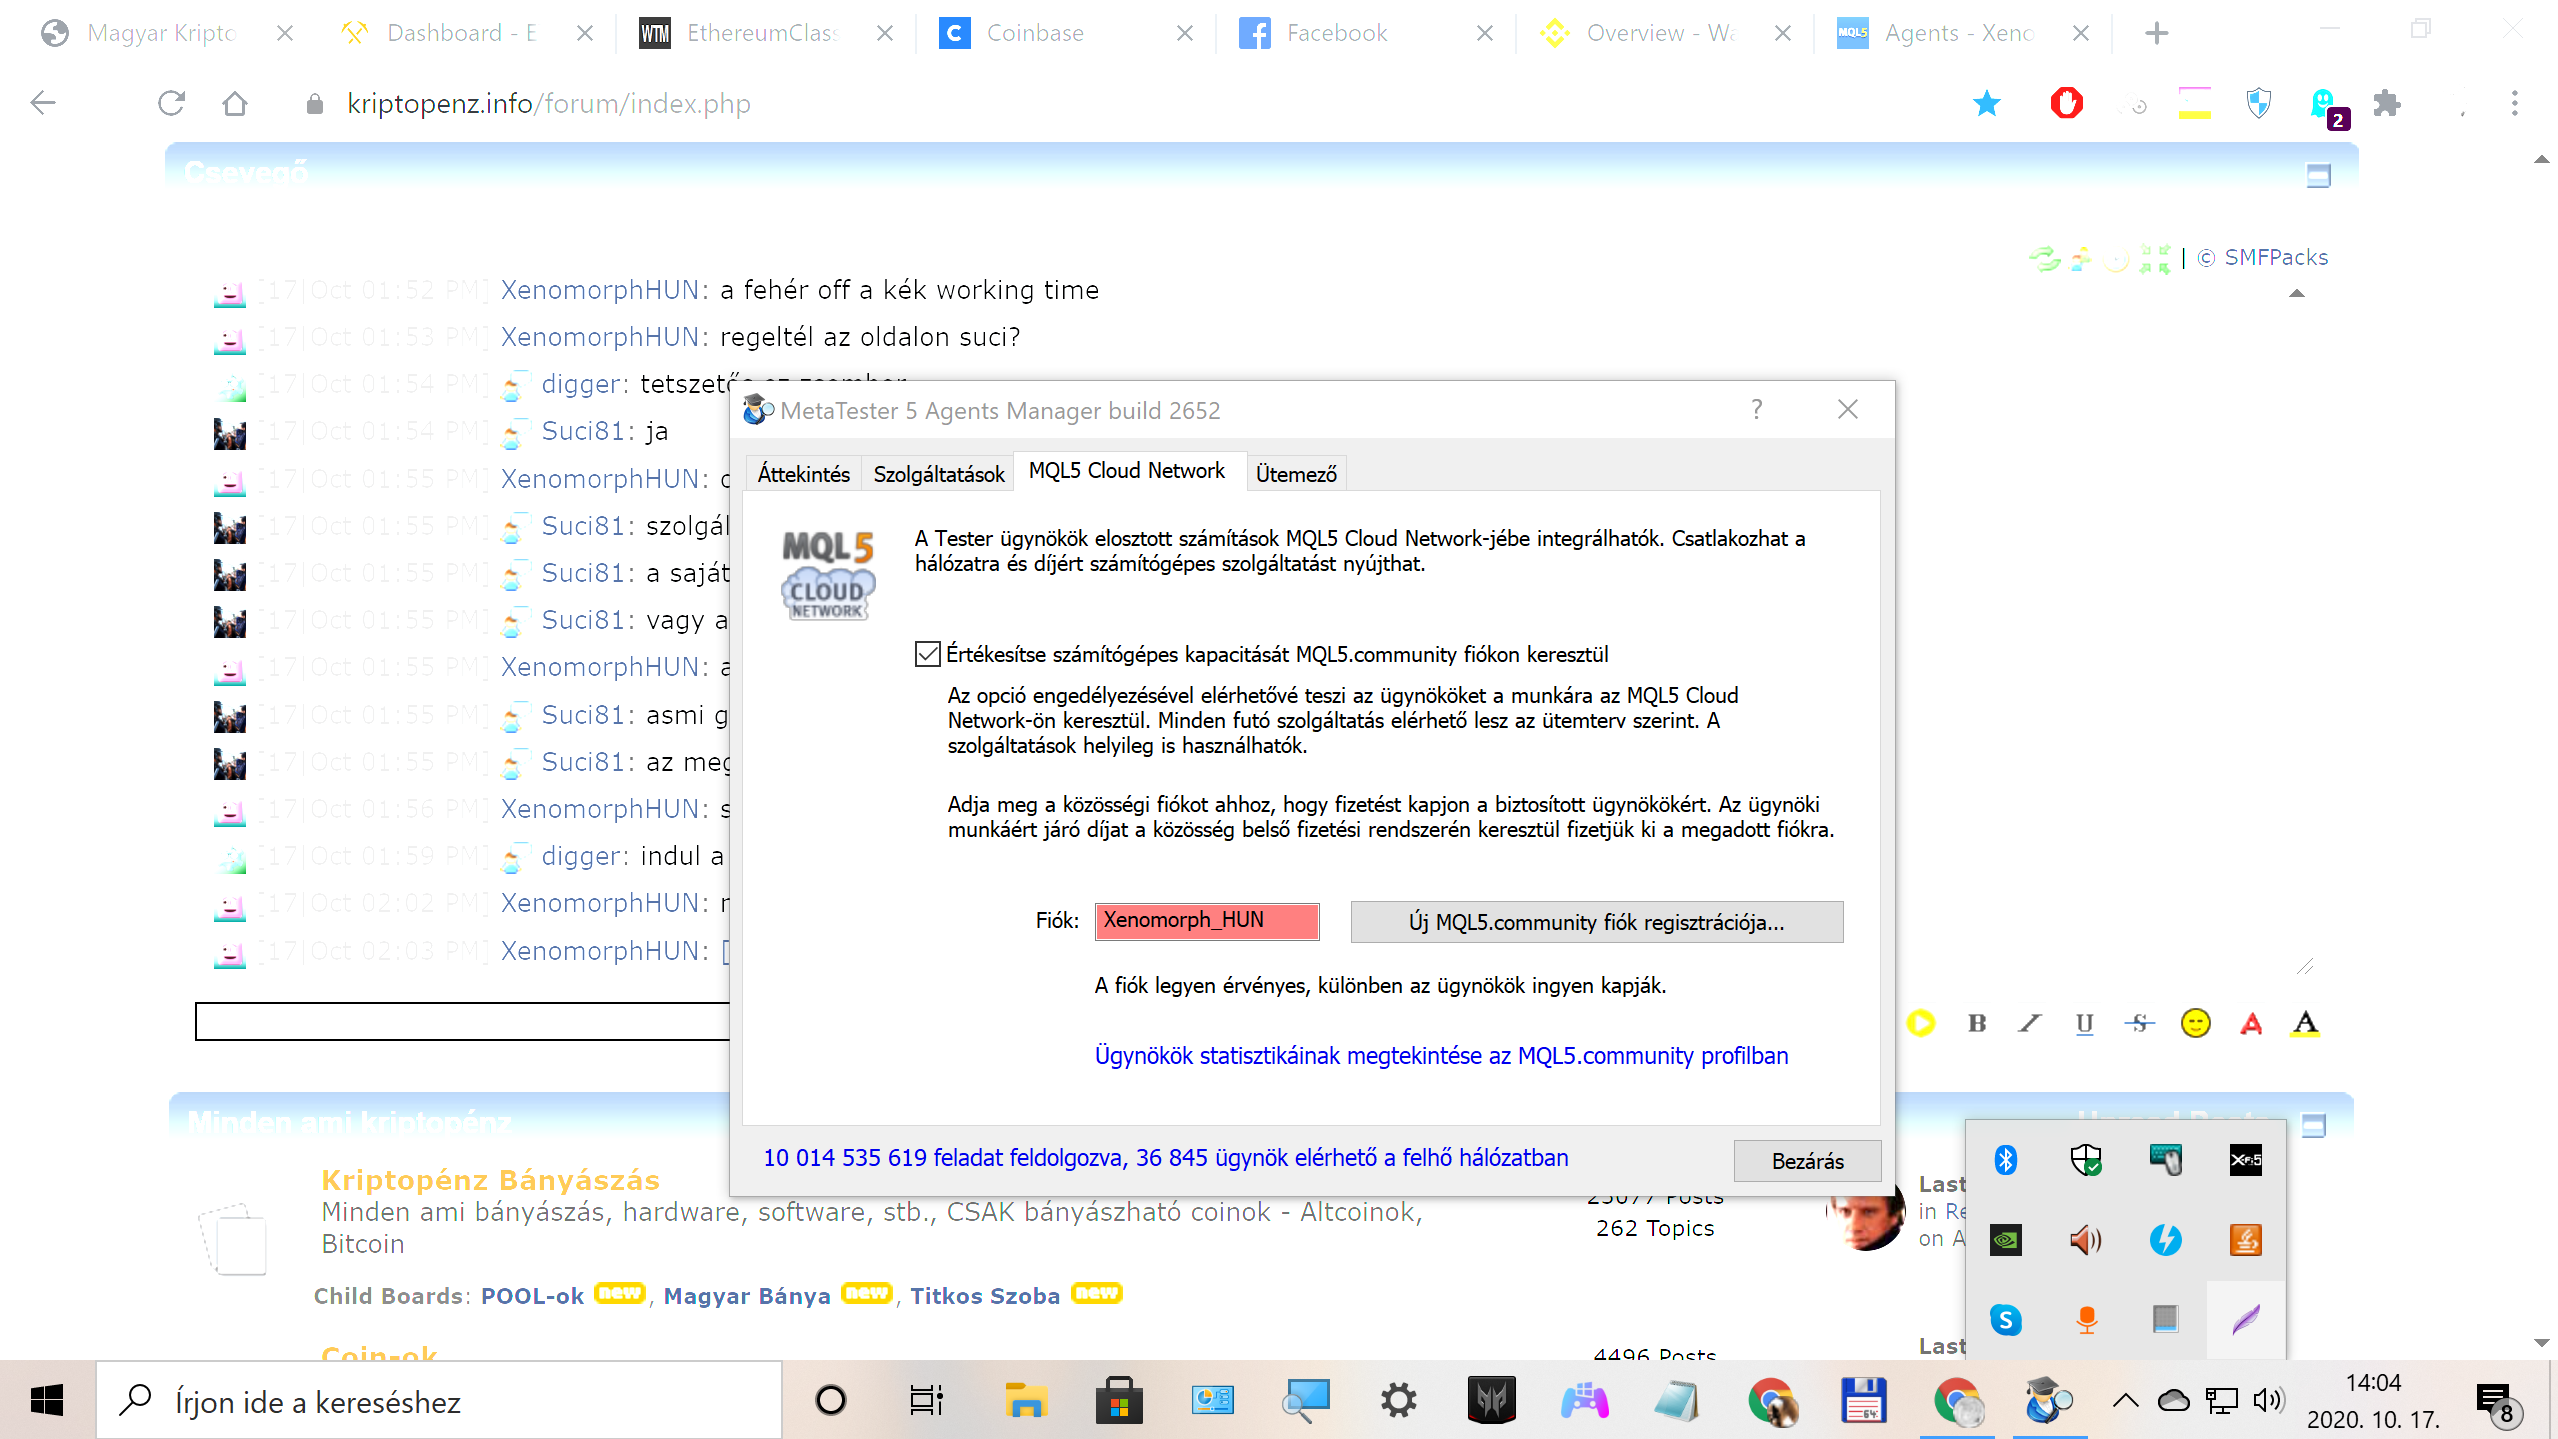 Magyar Kripto
Dashboard - E
WTM EthereumClass
Coinbase
Facebook
Overview - Wa
MQL5 Agents - Xeno
kriptopenz.info/forum/index.php
2
Csevegő
| © SMFPacks
[17|Oct 01:52 PM] XenomorphHUN: a fehér off a kék working time
[17|Oct 01:53 PM] XenomorphHUN: regeltél az oldalon suci?
[17|Oct 01:54 PM] digger: tetszetős ez zsember
[17|Oct 01:54 PM] Suci81: ja
[17|Oct 01:55 PM] XenomorphHUN:
[17|Oct 01:55 PM] Suci81: szolgál
[17|Oct 01:55 PM] Suci81: a saját
[17|Oct 01:55 PM] Suci81: vagy a
[17|Oct 01:55 PM] XenomorphHUN: a
[17|Oct 01:55 PM] Suci81: asmi g
[17|Oct 01:55 PM] Suci81: az meg
[17|Oct 01:56 PM] XenomorphHUN: s
[17|Oct 01:59 PM] digger: indul a
[17|Oct 02:02 PM] XenomorphHUN:
[17|Oct 02:03 PM] XenomorphHUN: [
MetaTester 5 Agents Manager build 2652
?
Áttekintés Szolgáltatások MQL5 Cloud Network Ütemező
MQL5
CLOUD
NETWORK
A Tester ügynökök elosztott számítások MQL5 Cloud Network-jébe integrálhatók. Csatlakozhat a
hálózatra és díjért számítógépes szolgáltatást nyújthat.
Értékesítse számítógépes kapacitását MQL5.community fiókon keresztül
Az opció engedélyezésével elérhetővé teszi az ügynököket a munkára az MQL5 Cloud
Network-ön keresztül. Minden futó szolgáltatás elérhető lesz az ütemterv szerint. A
szolgáltatások helyileg is használhatók.
Adja meg a közösségi fiókot ahhoz, hogy fizetést kapjon a biztosított ügynökökért. Az ügynöki
munkáért járó díjat a közösség belső fizetési rendszerén keresztül fizetjük ki a megadott fiókra.
Fiók: Xenomorph_HUN Új MQL5.community fiók regisztrációja...
A fiók legyen érvényes, különben az ügynökök ingyen kapják.
Ügynökök statisztikáinak megtekintése az MQL5.community profilban
10 014 535 619 feladat feldolgozva, 36 845 ügynök elérhető a felhő hálózatban
Bezárás
B I U S A A
Minden ami kriptopénz
Kriptopénz Bányászás
Minden ami bányászás, hardware, software, stb., CSAK bányászható coinok - Altcoinok,
Bitcoin
Child Boards: POOL-ok new, Magyar Bánya new, Titkos Szoba new
Posts
262 Topics
Last
in Re
on A
Coin-ok
4496 Posts
Last
X-Fi5
S
Írjon ide a kereséshez
64
14:04
2020. 10. 17.
8